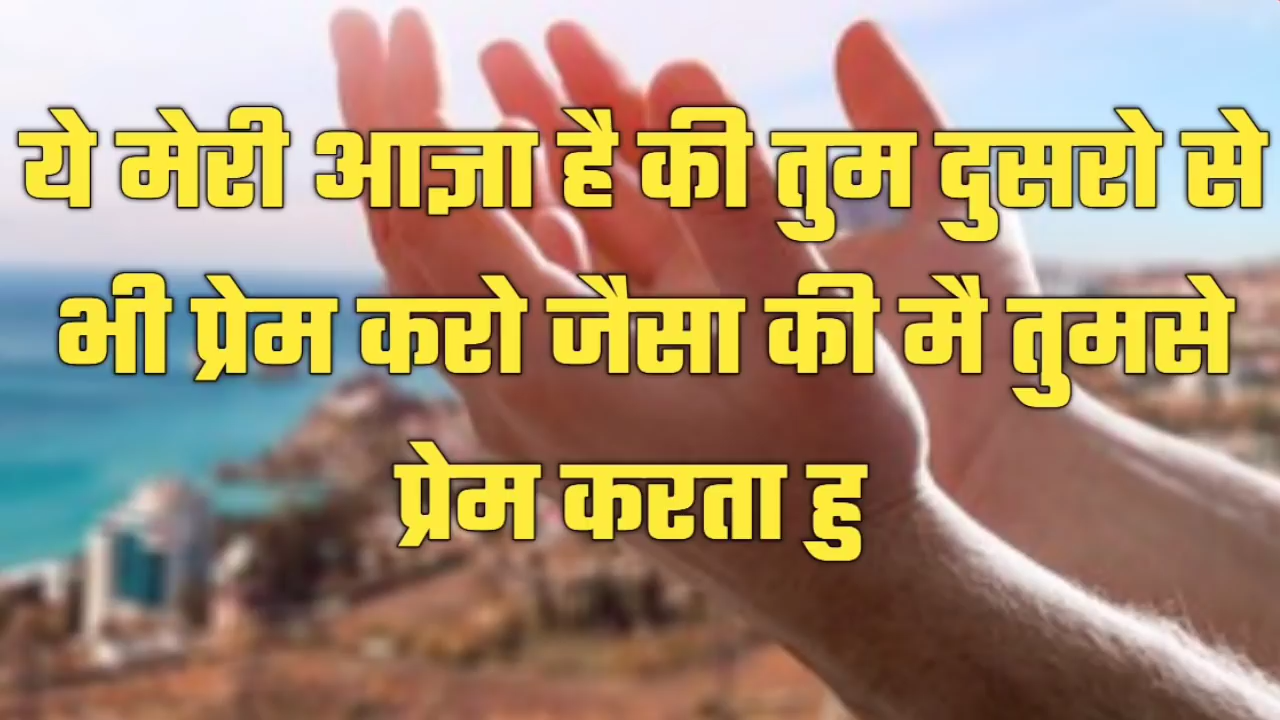 ये मेरी आज्ञा है की तुम दुसरो से
भी प्रेम करो जैसा की मै तुमसे
प्रेम करता हु